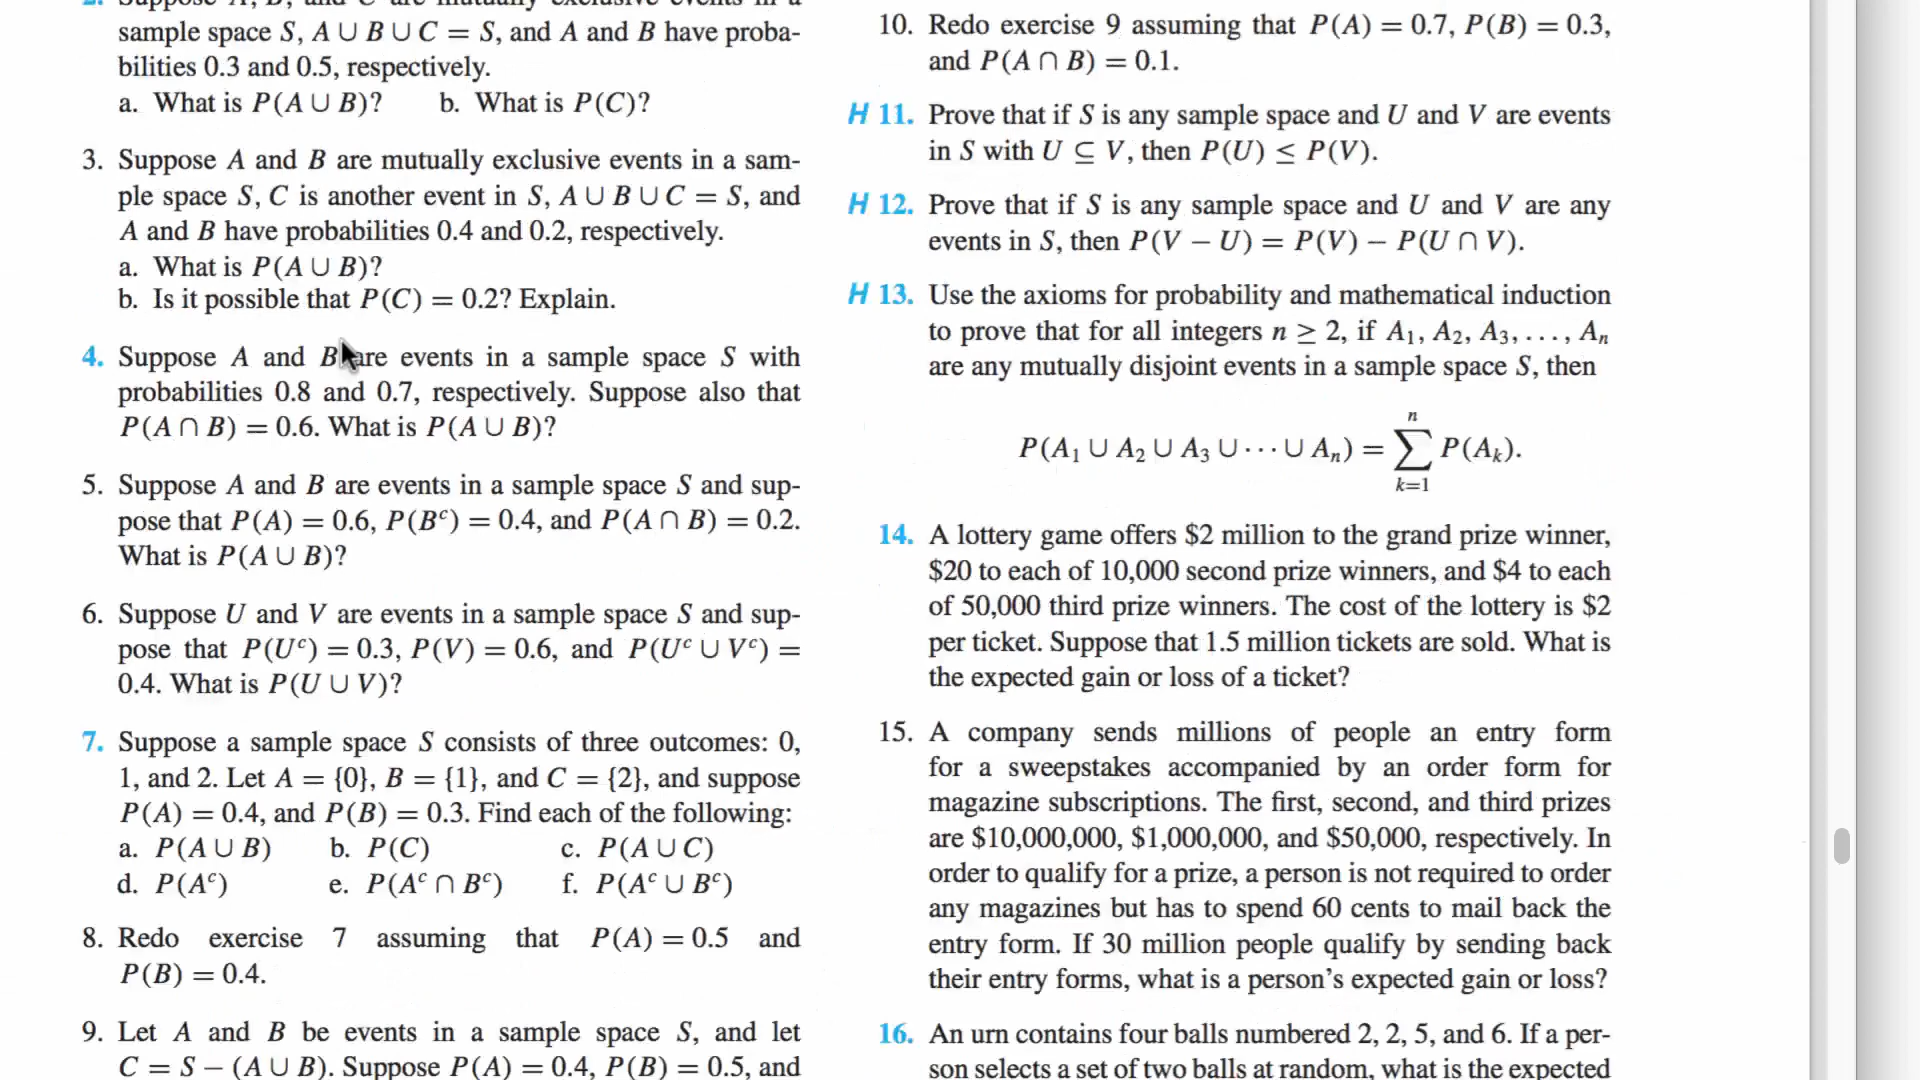 2. Suppose A, B, and C are mutually exclusive events in a
sample space S, A ∪ B ∪ C = S, and A and B have proba-
bilities 0.3 and 0.5, respectively.
a. What is P(A ∪ B)? b. What is P(C)?
3. Suppose A and B are mutually exclusive events in a sam-
ple space S, C is another event in S, A ∪ B ∪ C = S, and
A and B have probabilities 0.4 and 0.2, respectively.
a. What is P(A ∪ B)?
b. Is it possible that P(C) = 0.2? Explain.
4. Suppose A and B are events in a sample space S with
probabilities 0.8 and 0.7, respectively. Suppose also that
P(A ∩ B) = 0.6. What is P(A ∪ B)?
5. Suppose A and B are events in a sample space S and sup-
pose that P(A) = 0.6, P(Bᶜ) = 0.4, and P(A ∩ B) = 0.2.
What is P(A ∪ B)?
6. Suppose U and V are events in a sample space S and sup-
pose that P(Uᶜ) = 0.3, P(V) = 0.6, and P(Uᶜ ∪ Vᶜ) =
0.4. What is P(U ∪ V)?
7. Suppose a sample space S consists of three outcomes: 0,
1, and 2. Let A = {0}, B = {1}, and C = {2}, and suppose
P(A) = 0.4, and P(B) = 0.3. Find each of the following:
a. P(A ∪ B) b. P(C) c. P(A ∪ C)
d. P(Aᶜ) e. P(Aᶜ ∩ Bᶜ) f. P(Aᶜ ∪ Bᶜ)
8. Redo exercise 7 assuming that P(A) = 0.5 and
P(B) = 0.4.
9. Let A and B be events in a sample space S, and let
C = S − (A ∪ B). Suppose P(A) = 0.4, P(B) = 0.5, and
10. Redo exercise 9 assuming that P(A) = 0.7, P(B) = 0.3,
and P(A ∩ B) = 0.1.
H 11. Prove that if S is any sample space and U and V are events
in S with U ⊆ V, then P(U) ≤ P(V).
H 12. Prove that if S is any sample space and U and V are any
events in S, then P(V − U) = P(V) − P(U ∩ V).
H 13. Use the axioms for probability and mathematical induction
to prove that for all integers n ≥ 2, if A₁, A₂, A₃, . . . , Aₙ
are any mutually disjoint events in a sample space S, then
n
P(A₁ ∪ A₂ ∪ A₃ ∪ · · · ∪ Aₙ) = ∑ P(Aₖ).
k=1
14. A lottery game offers $2 million to the grand prize winner,
$20 to each of 10,000 second prize winners, and $4 to each
of 50,000 third prize winners. The cost of the lottery is $2
per ticket. Suppose that 1.5 million tickets are sold. What is
the expected gain or loss of a ticket?
15. A company sends millions of people an entry form
for a sweepstakes accompanied by an order form for
magazine subscriptions. The first, second, and third prizes
are $10,000,000, $1,000,000, and $50,000, respectively. In
order to qualify for a prize, a person is not required to order
any magazines but has to spend 60 cents to mail back the
entry form. If 30 million people qualify by sending back
their entry forms, what is a person's expected gain or loss?
16. An urn contains four balls numbered 2, 2, 5, and 6. If a per-
son selects a set of two balls at random, what is the expected